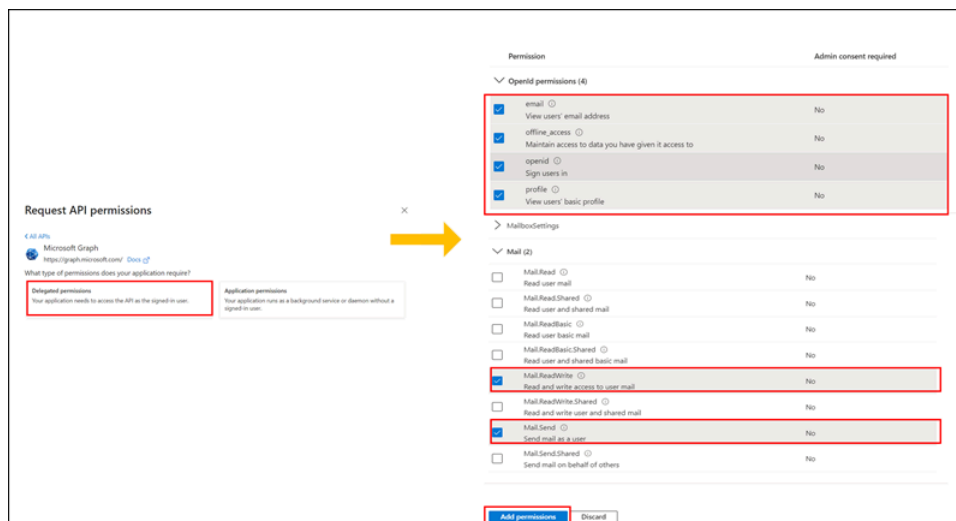 Request API permissions
All APIs
Microsoft Graph
https://graph.microsoft.com/ Docs
What type of permissions does your application require?
Delegated permissions
Your application needs to access the API as the signed-in user.
Application permissions
Your application runs as a background service or daemon without a
signed-in user.
Permission Admin consent required
OpenId permissions (4)
email No
View users' email address
offline_access No
Maintain access to data you have given it access to
openid No
Sign users in
profile No
View users' basic profile
MailboxSettings
Mail (2)
Mail.Read No
Read user mail
Mail.Read.Shared No
Read user and shared mail
Mail.ReadBasic No
Read user basic mail
Mail.ReadBasic.Shared No
Read user and shared basic mail
Mail.ReadWrite No
Read and write access to user mail
Mail.ReadWrite.Shared No
Read and write user and shared mail
Mail.Send No
Send mail as a user
Mail.Send.Shared No
Send mail on behalf of others
Add permissions Discard